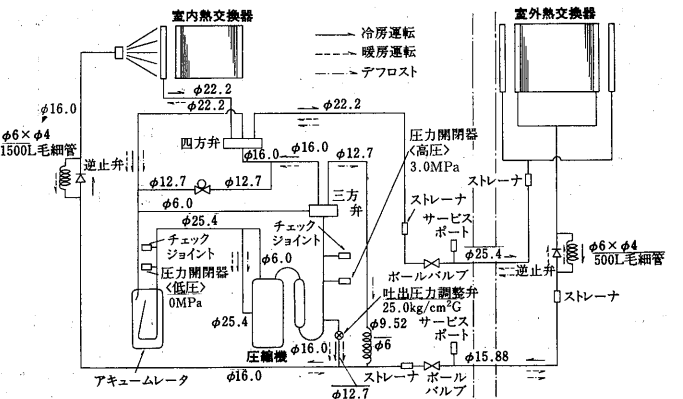 室内熱交換器
室外熱交換器
冷房運転
暖房運転
デフロスト
φ22.2
φ22.2
φ22.2
φ16.0
φ6×φ4
1500L毛細管
逆止弁
四方弁
φ16.0
φ16.0
φ12.7
圧力開閉器
<高圧>
3.0MPa
φ12.7
φ12.7
φ6.0
三方
弁
ストレーナ
ストレーナ
サービス
ポート
φ25.4
チェック
ジョイント
チェック
ジョイント
φ25.4
φ6×φ4
500L毛細管
逆止弁
ボールバルブ
圧力開閉器
<低圧>
0MPa
φ6.0
吐出圧力調整弁
25.0kg/cm²G
ストレーナ
φ25.4
φ9.52
φ6
サービス
ポート
圧縮機
φ16.0
φ15.88
アキュームレータ
φ16.0
ストレーナ
ボール
バルブ
φ12.7